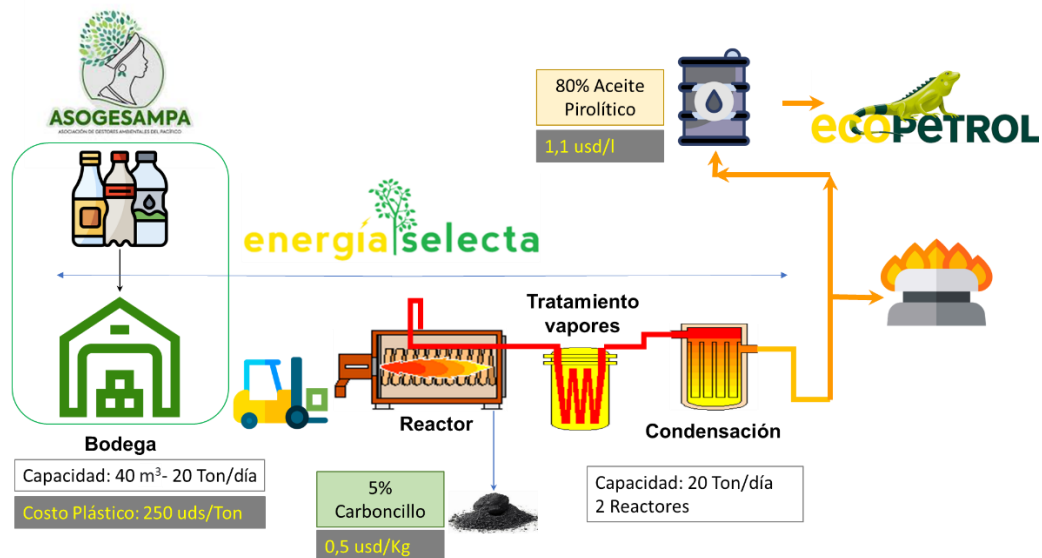 ASOGESAMPA
ASOCIACIÓN DE GESTORES AMBIENTALES DEL PACÍFICO
80% Aceite
Pirolítico
1,1 usd/l
ecopetrol
energía selecta
Tratamiento
vapores
Reactor
Condensación
Bodega
Capacidad: 40 m³- 20 Ton/día
Costo Plástico: 250 uds/Ton
5%
Carboncillo
0,5 usd/Kg
Capacidad: 20 Ton/día
2 Reactores